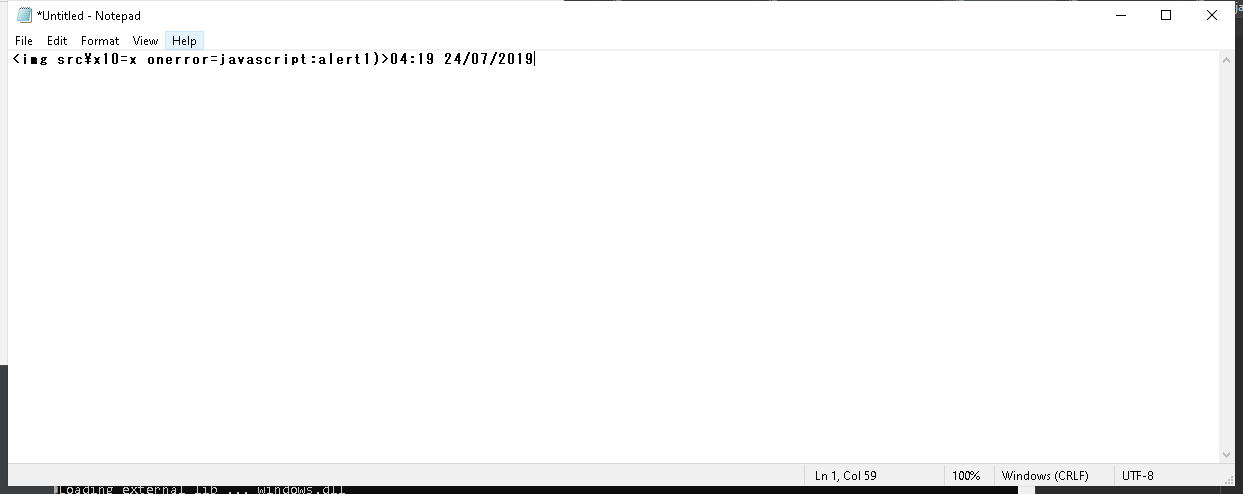 *Untitled - Notepad
File Edit Format View Help
<img src¥x10=x onerror=javascript:alert1)>04:19 24/07/2019
Ln 1, Col 59 100% Windows (CRLF) UTF-8
Loading external lib ... windows.dll